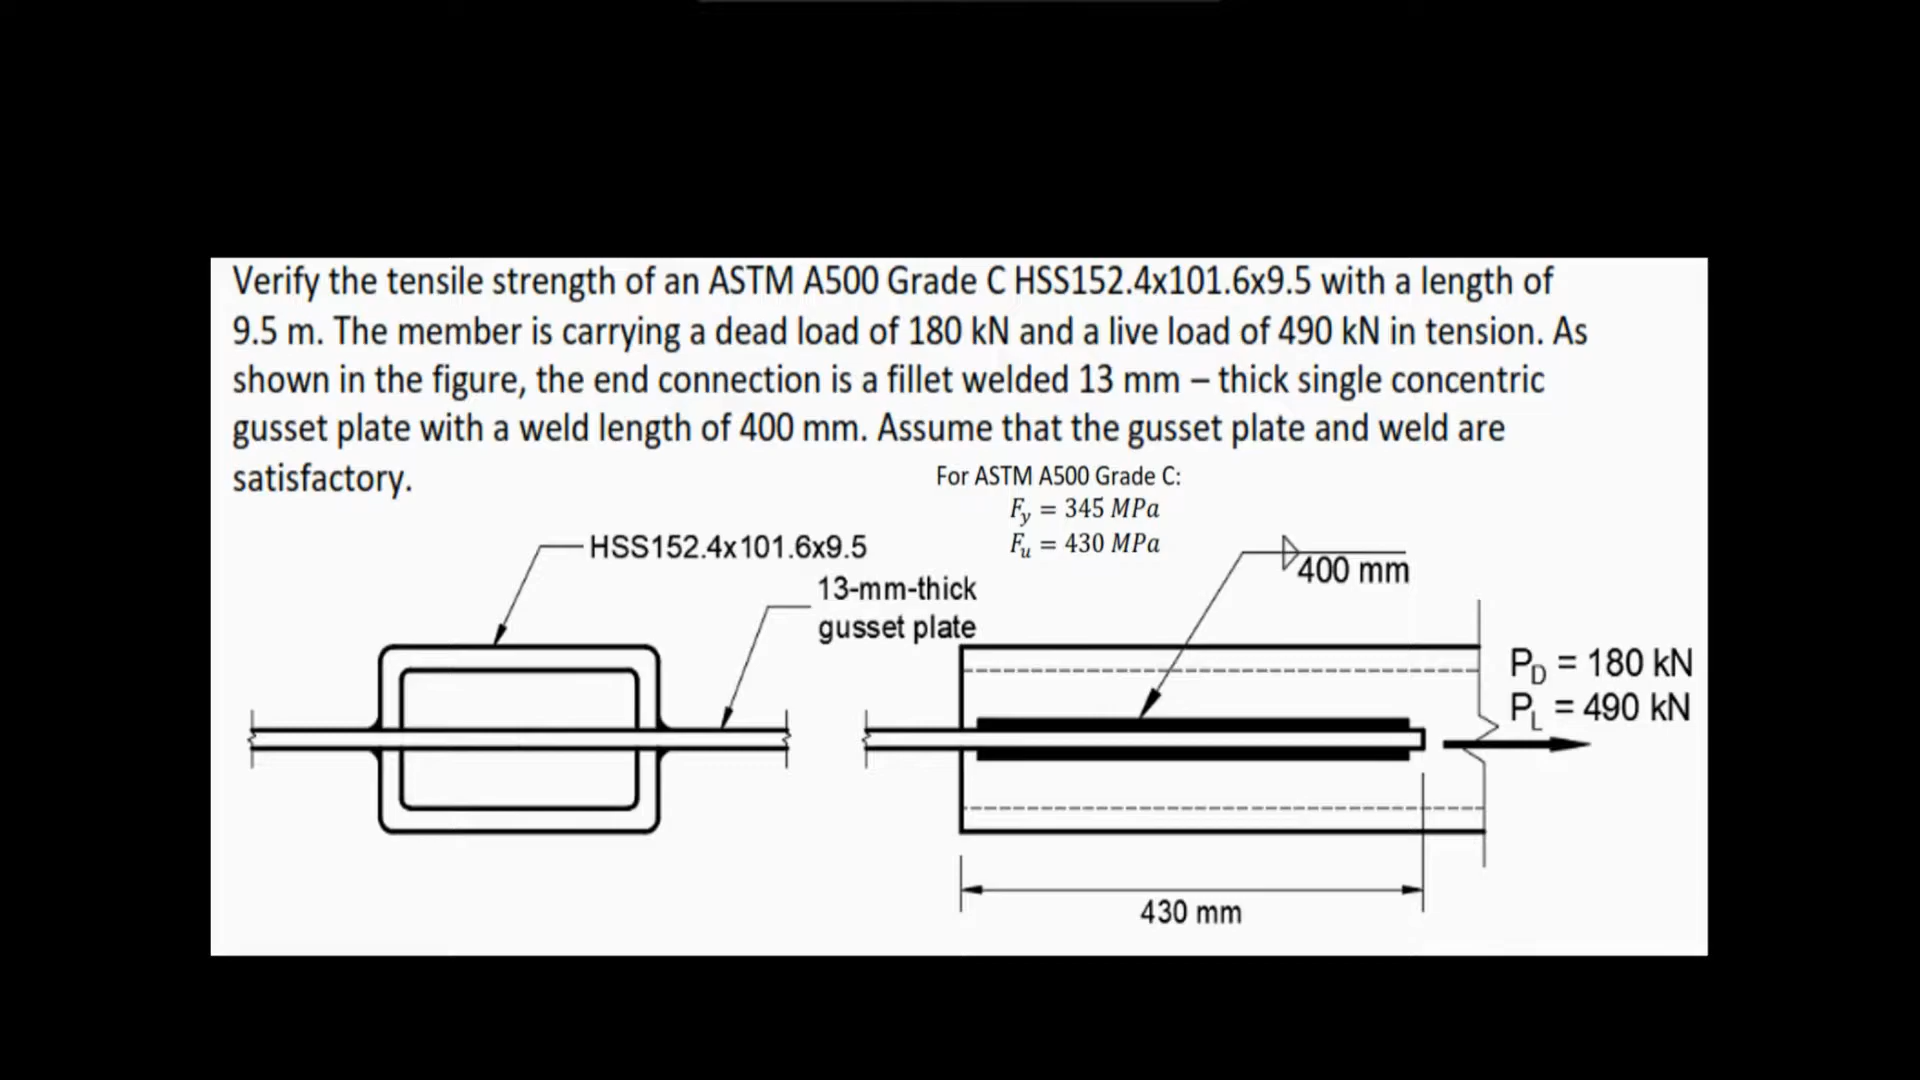 Verify the tensile strength of an ASTM A500 Grade C HSS152.4x101.6x9.5 with a length of
9.5 m. The member is carrying a dead load of 180 kN and a live load of 490 kN in tension. As
shown in the figure, the end connection is a fillet welded 13 mm – thick single concentric
gusset plate with a weld length of 400 mm. Assume that the gusset plate and weld are
satisfactory.
For ASTM A500 Grade C:
F_y = 345 MPa
F_u = 430 MPa
HSS152.4x101.6x9.5
13-mm-thick
gusset plate
400 mm
P_D = 180 kN
P_L = 490 kN
430 mm